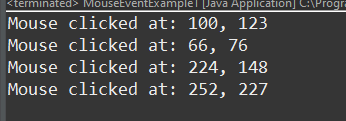 <terminated> MouseEventExample1 [Java Application] C:\Progra
Mouse clicked at: 100, 123
Mouse clicked at: 66, 76
Mouse clicked at: 224, 148
Mouse clicked at: 252, 227